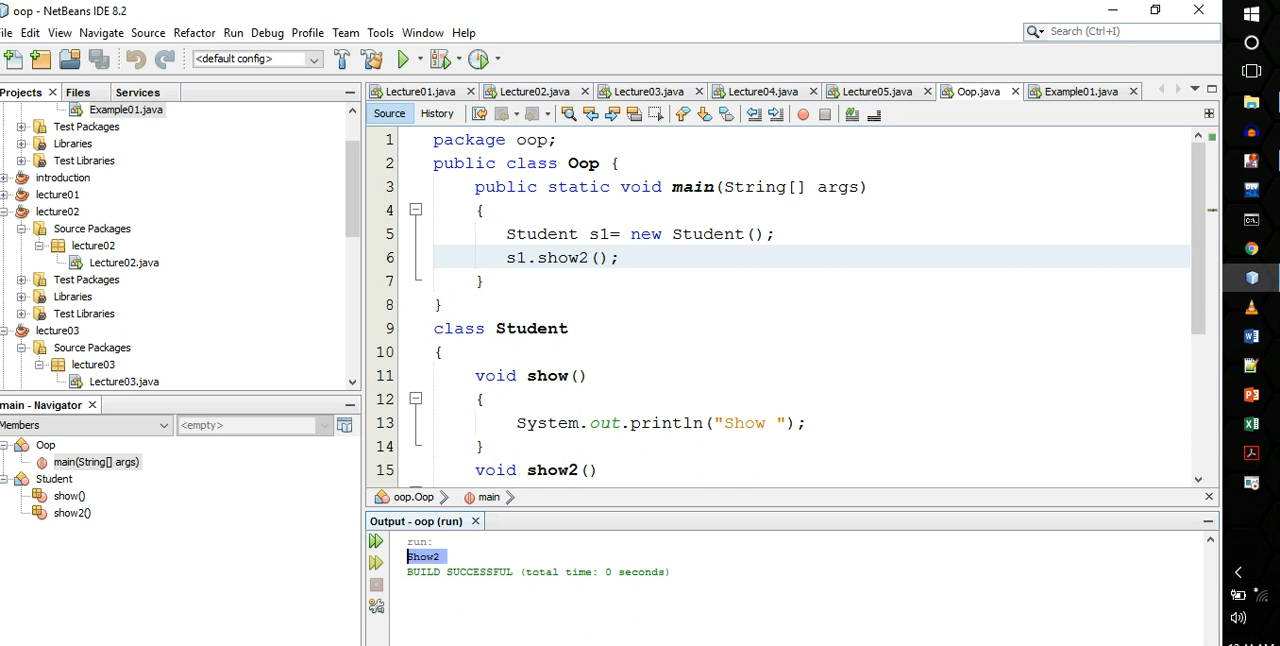 oop - NetBeans IDE 8.2
ile Edit View Navigate Source Refactor Run Debug Profile Team Tools Window Help
Search (Ctrl+I)
<default config>
Projects Files Services
Example01.java
Test Packages
Libraries
Test Libraries
introduction
lecture01
lecture02
Source Packages
lecture02
Lecture02.java
Test Packages
Libraries
Test Libraries
lecture03
Source Packages
lecture03
Lecture03.java
main - Navigator
Members <empty>
Oop
main(String[] args)
Student
show()
show2()
Lecture01.java Lecture02.java Lecture03.java Lecture04.java Lecture05.java Oop.java Example01.java
Source History
1 package oop;
2 public class Oop {
3 public static void main(String[] args)
4 {
5 Student s1= new Student();
6 s1.show2();
7 }
8 }
9 class Student
10 {
11 void show()
12 {
13 System.out.println("Show ");
14 }
15 void show2()
oop.Oop main
Output - oop (run)
run:
Show2
BUILD SUCCESSFUL (total time: 0 seconds)